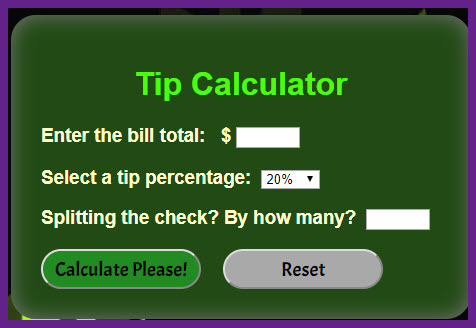 Tip Calculator
Enter the bill total: $
Select a tip percentage: 20%
Splitting the check? By how many?
Calculate Please! Reset